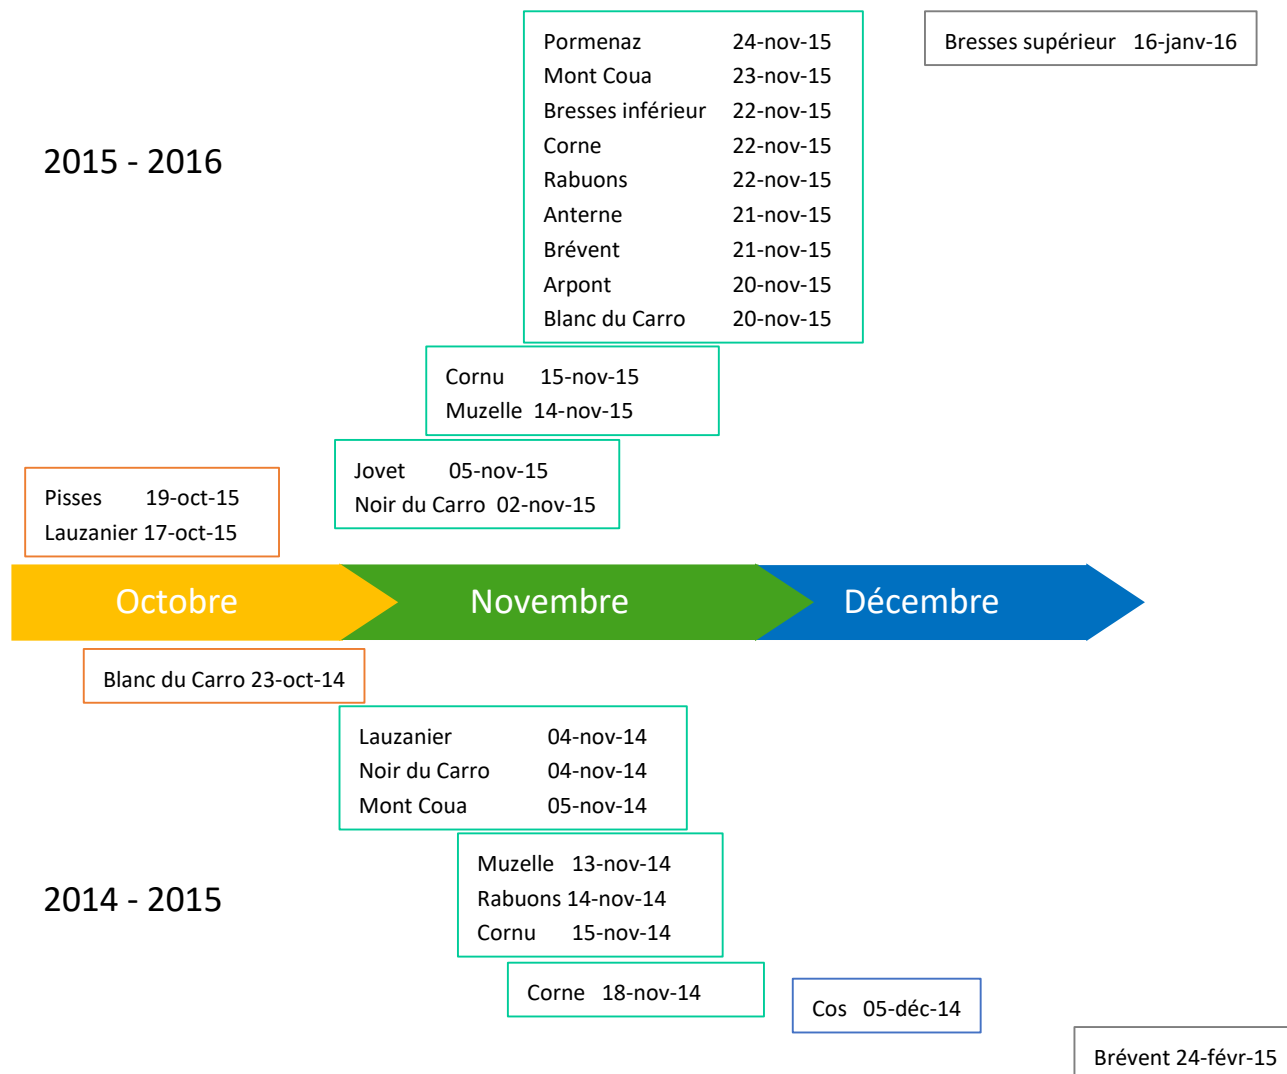 Pormenaz 24-nov-15
Mont Coua 23-nov-15
Bresses inférieur 22-nov-15
Corne 22-nov-15
Rabuons 22-nov-15
Anterne 21-nov-15
Brévent 21-nov-15
Arpont 20-nov-15
Blanc du Carro 20-nov-15
Bresses supérieur 16-janv-16
2015 - 2016
Cornu 15-nov-15
Muzelle 14-nov-15
Jovet 05-nov-15
Noir du Carro 02-nov-15
Pisses 19-oct-15
Lauzanier 17-oct-15
Octobre
Novembre
Décembre
Blanc du Carro 23-oct-14
Lauzanier 04-nov-14
Noir du Carro 04-nov-14
Mont Coua 05-nov-14
2014 - 2015
Muzelle 13-nov-14
Rabuons 14-nov-14
Cornu 15-nov-14
Corne 18-nov-14
Cos 05-déc-14
Brévent 24-févr-15